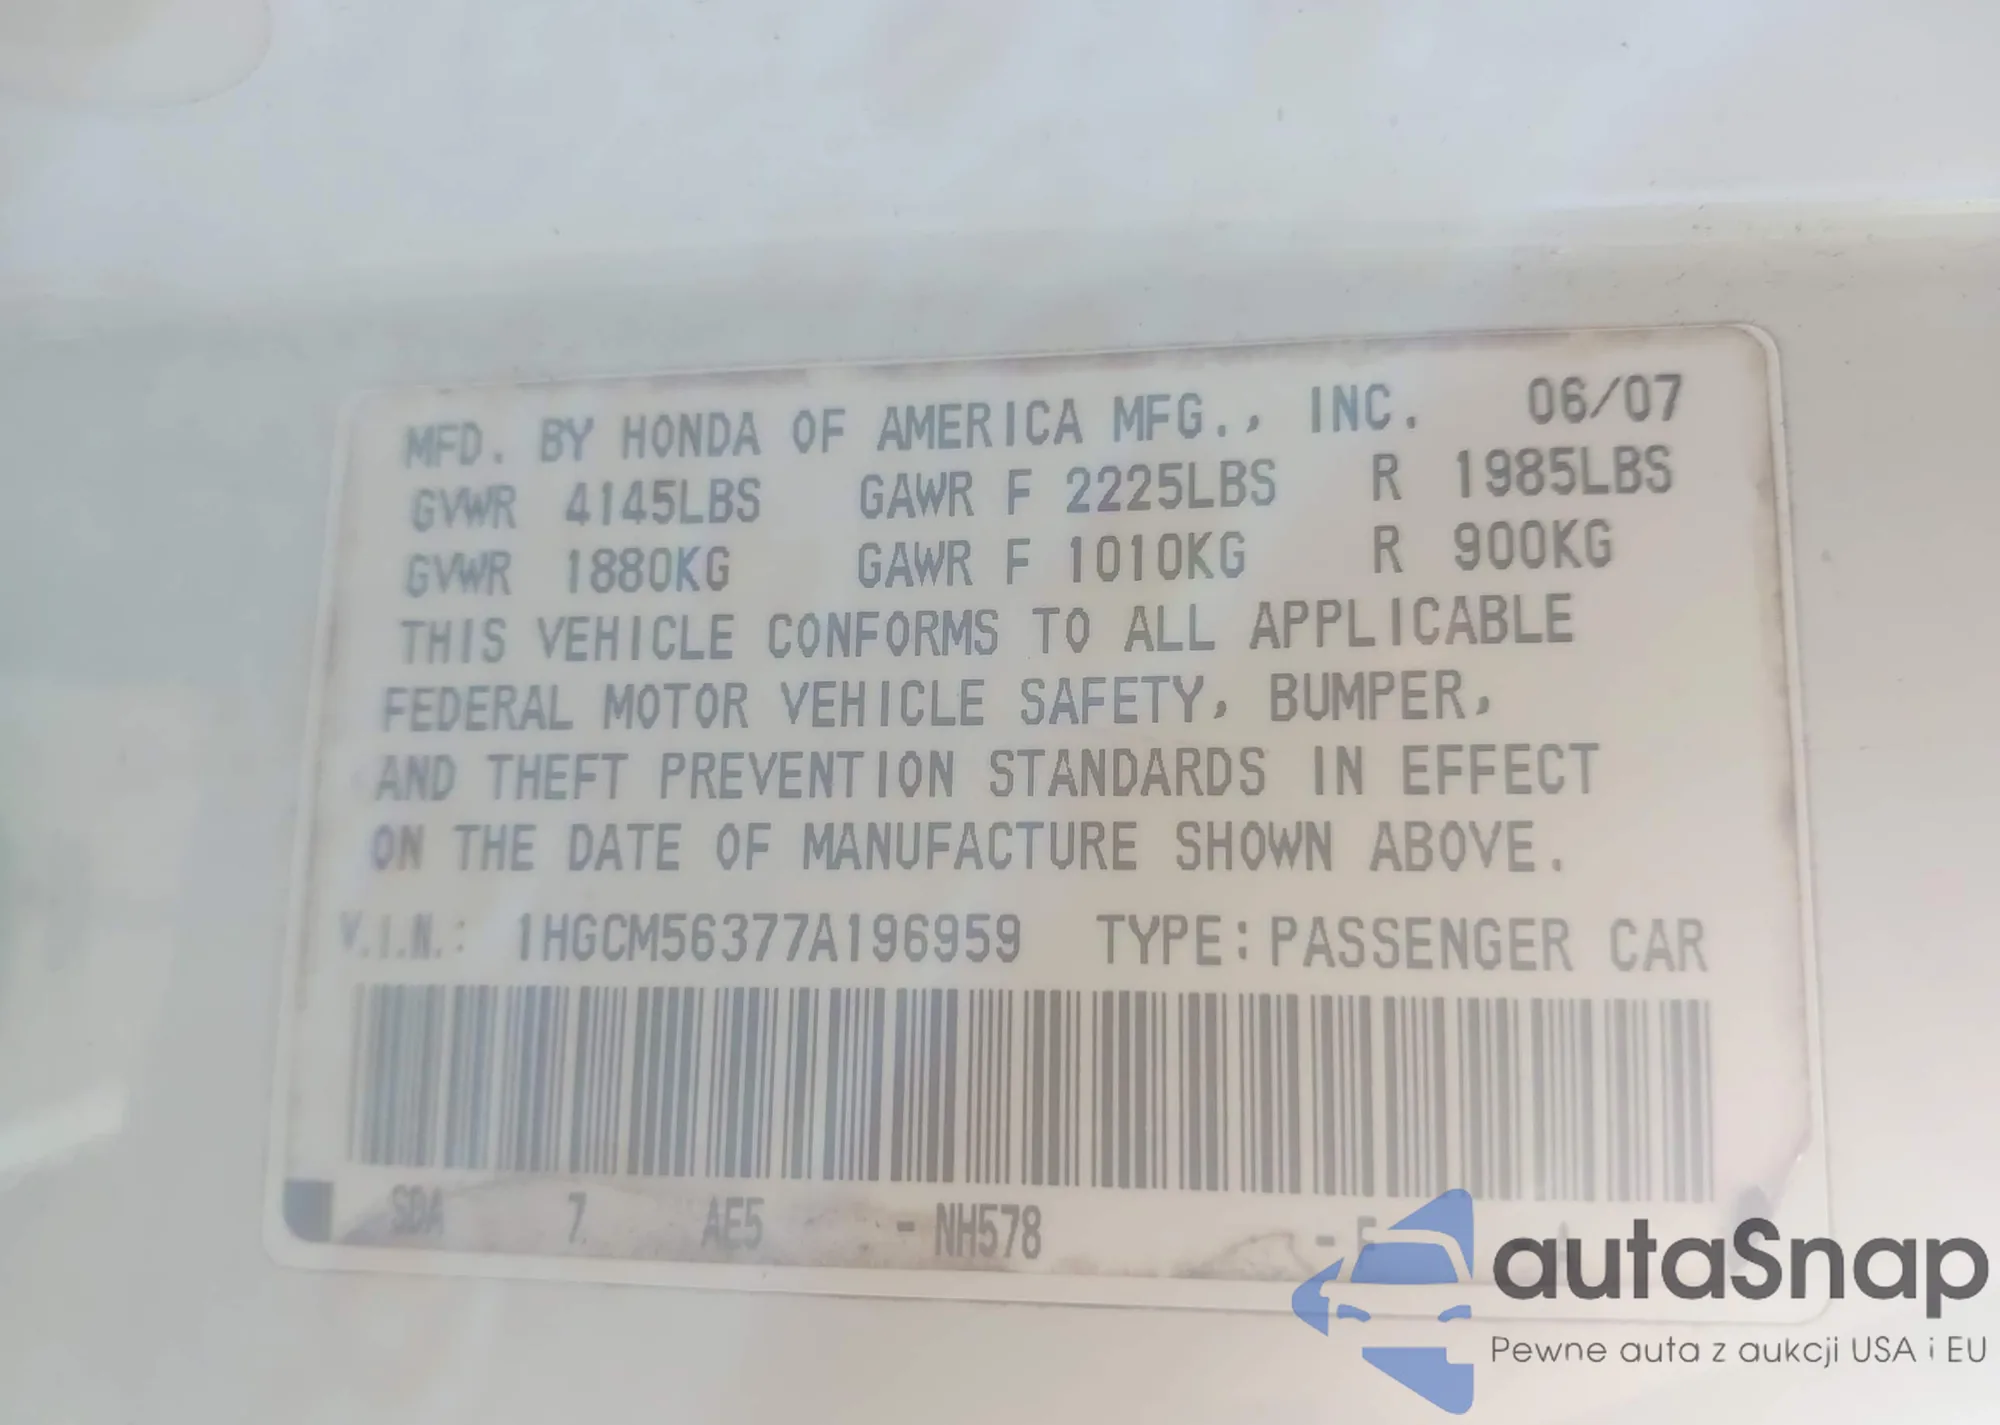 MFD. BY HONDA OF AMERICA MFG., INC. 06/07
GVWR 4145LBS GAWR F 2225LBS R 1985LBS
GVWR 1880KG GAWR F 1010KG R 900KG
THIS VEHICLE CONFORMS TO ALL APPLICABLE
FEDERAL MOTOR VEHICLE SAFETY, BUMPER,
AND THEFT PREVENTION STANDARDS IN EFFECT
ON THE DATE OF MANUFACTURE SHOWN ABOVE.
V.I.N.: 1HGCM56377A196959 TYPE: PASSENGER CAR
SDA 7 AE5 - NH578 -
autaSnap
Pewne auta z aukcji USA i EU